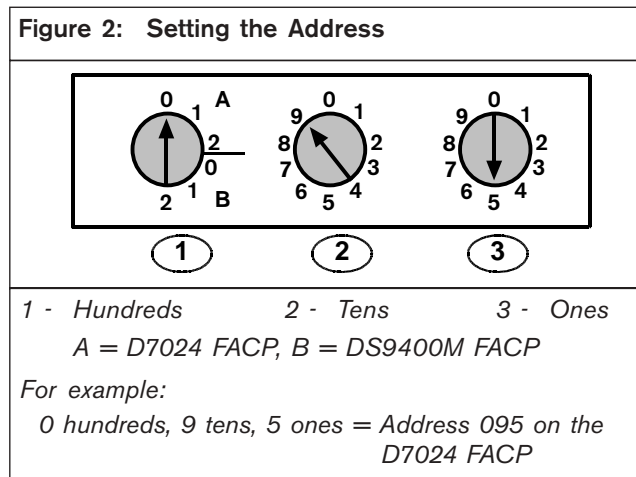 Figure 2: Setting the Address
0 1 A 2 0 1 B 2
0 1 2 3 4 5 6 7 8 9
0 1 2 3 4 5 6 7 8 9
1 2 3
1 - Hundreds 2 - Tens 3 - Ones
A = D7024 FACP, B = DS9400M FACP
For example:
0 hundreds, 9 tens, 5 ones = Address 095 on the
D7024 FACP